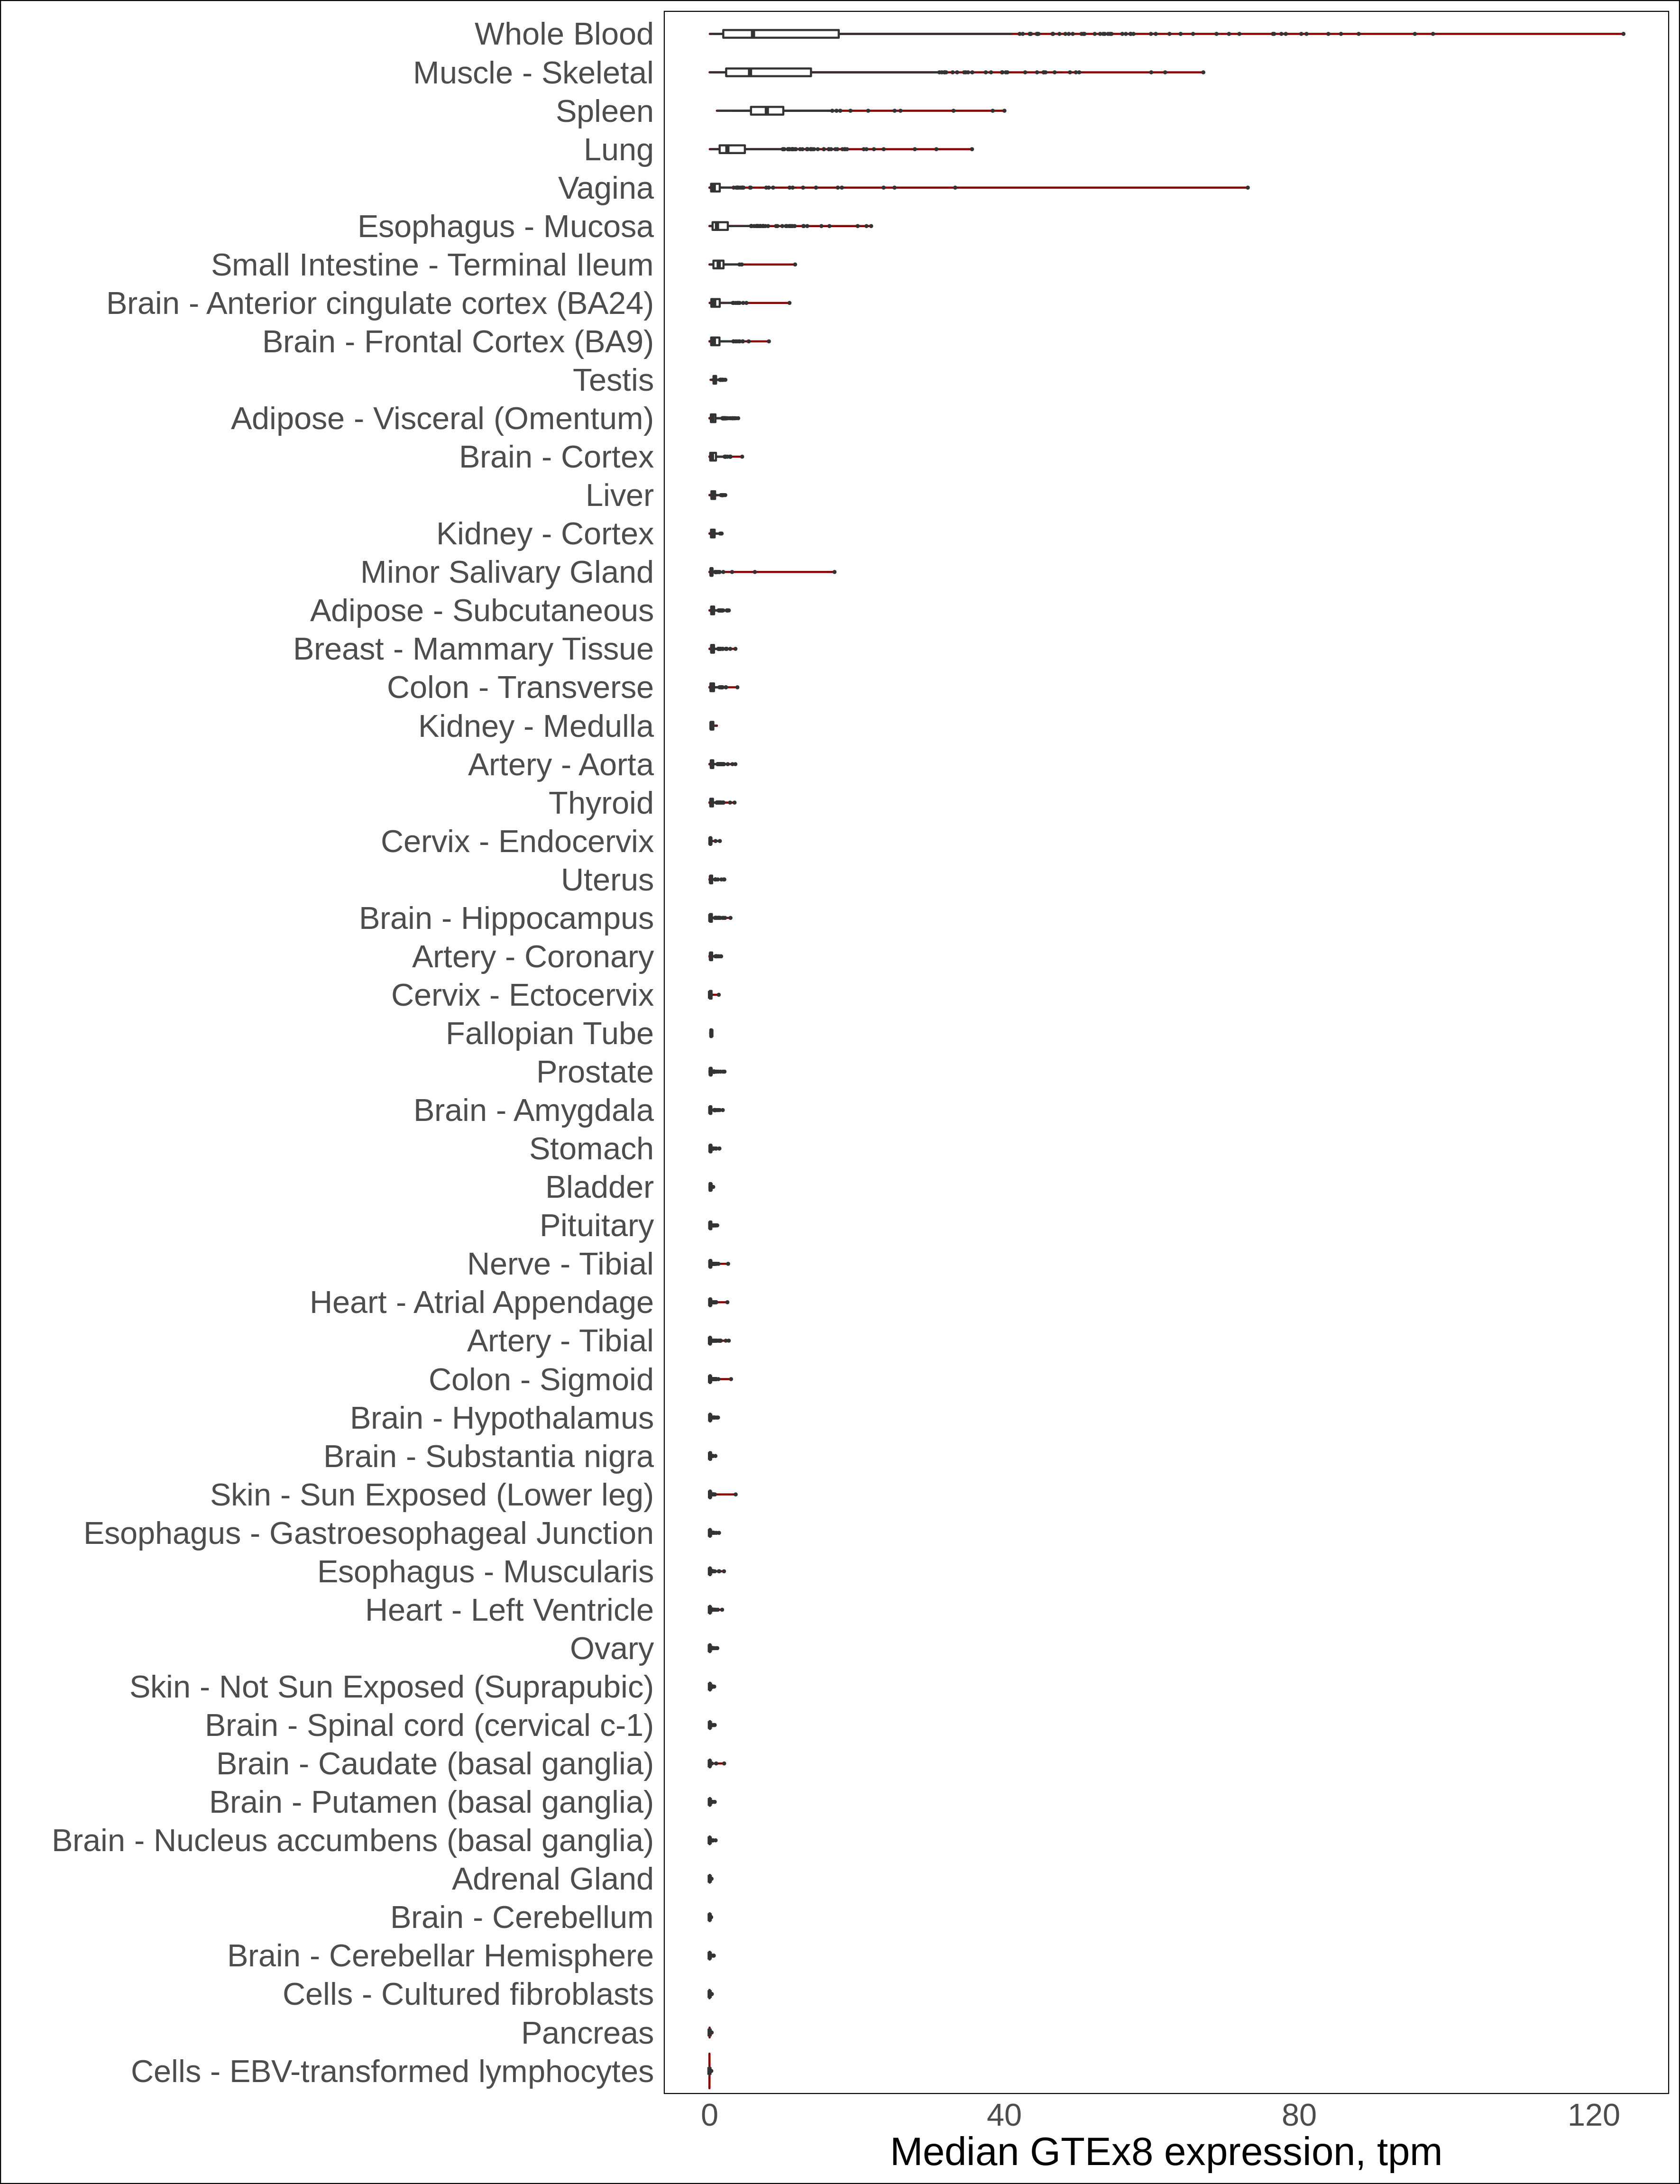 Whole Blood
Muscle - Skeletal
Spleen
Lung
Vagina
Esophagus - Mucosa
Small Intestine - Terminal Ileum
Brain - Anterior cingulate cortex (BA24)
Brain - Frontal Cortex (BA9)
Testis
Adipose - Visceral (Omentum)
Brain - Cortex
Liver
Kidney - Cortex
Minor Salivary Gland
Adipose - Subcutaneous
Breast - Mammary Tissue
Colon - Transverse
Kidney - Medulla
Artery - Aorta
Thyroid
Cervix - Endocervix
Uterus
Brain - Hippocampus
Artery - Coronary
Cervix - Ectocervix
Fallopian Tube
Prostate
Brain - Amygdala
Stomach
Bladder
Pituitary
Nerve - Tibial
Heart - Atrial Appendage
Artery - Tibial
Colon - Sigmoid
Brain - Hypothalamus
Brain - Substantia nigra
Skin - Sun Exposed (Lower leg)
Esophagus - Gastroesophageal Junction
Esophagus - Muscularis
Heart - Left Ventricle
Ovary
Skin - Not Sun Exposed (Suprapubic)
Brain - Spinal cord (cervical c-1)
Brain - Caudate (basal ganglia)
Brain - Putamen (basal ganglia)
Brain - Nucleus accumbens (basal ganglia)
Adrenal Gland
Brain - Cerebellum
Brain - Cerebellar Hemisphere
Cells - Cultured fibroblasts
Pancreas
Cells - EBV-transformed lymphocytes
0 40 80 120
Median GTEx8 expression, tpm